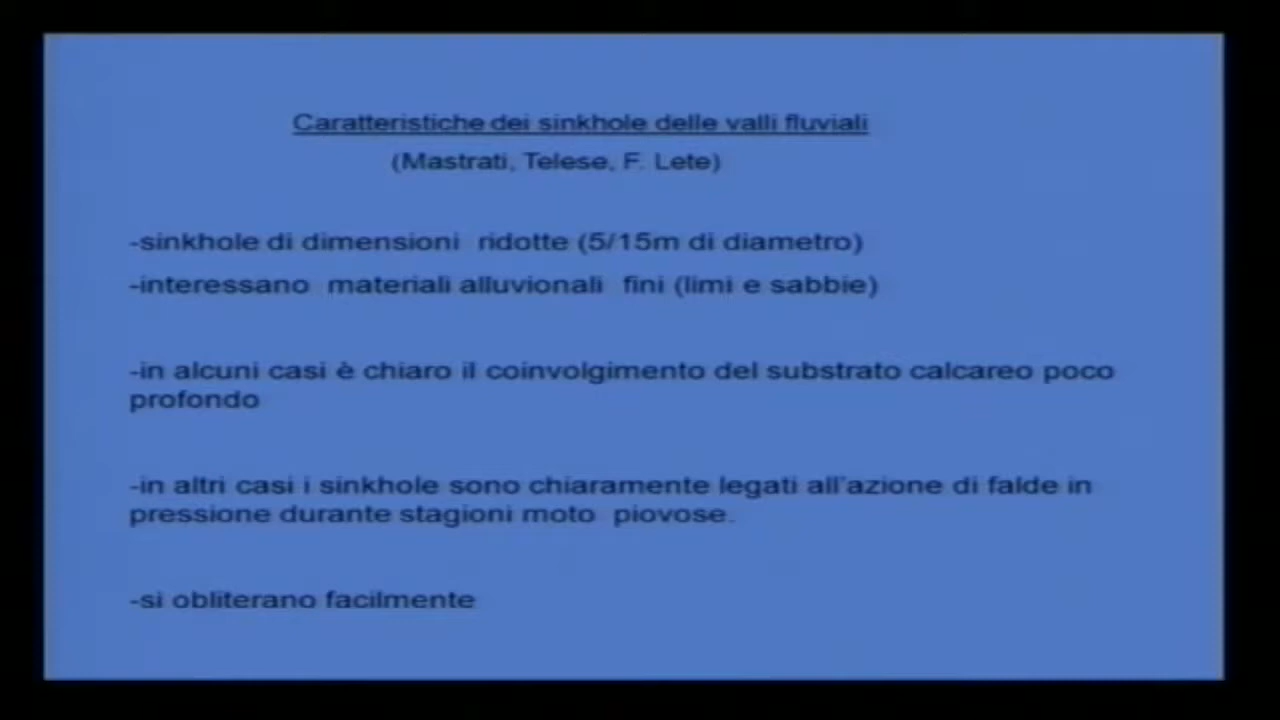 Caratteristiche dei sinkhole delle valli fluviali
(Mastrati, Telese, F. Lete)
-sinkhole di dimensioni ridotte (5/15m di diametro)
-interessano materiali alluvionali fini (limi e sabbie)
-in alcuni casi è chiaro il coinvolgimento del substrato calcareo poco
profondo
-in altri casi i sinkhole sono chiaramente legati all'azione di falde in
pressione durante stagioni moto piovose.
-si obliterano facilmente